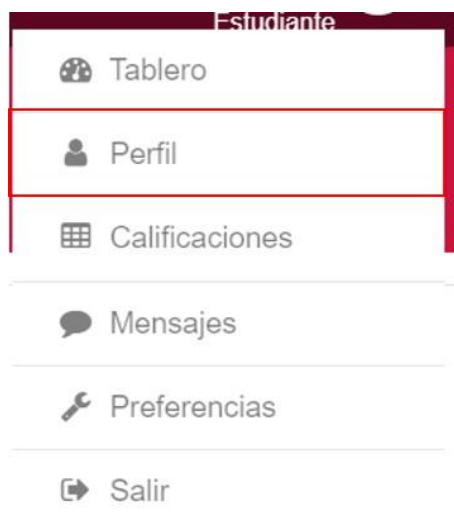 Estudiante
Tablero
Perfil
Calificaciones
Mensajes
Preferencias
Salir